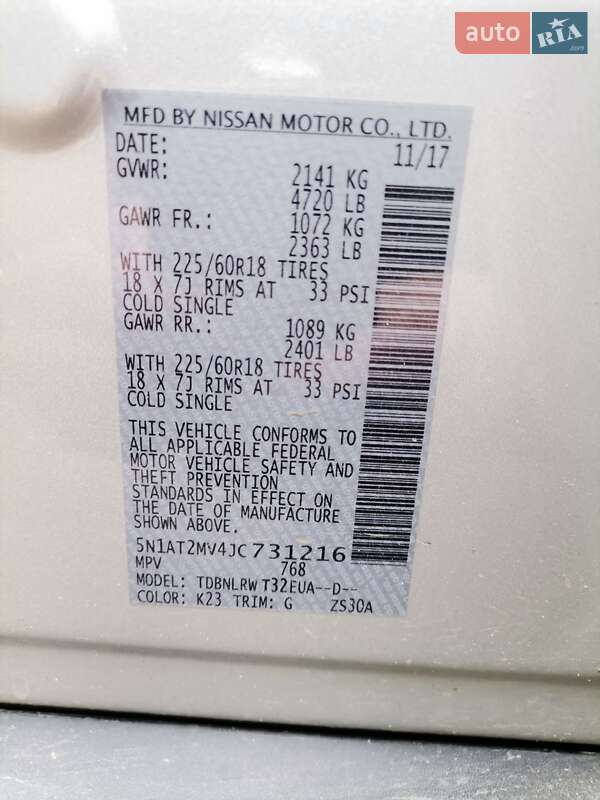 auto RIA.com
MFD BY NISSAN MOTOR CO., LTD.
DATE: 11/17
GVWR: 2141 KG
4720 LB
GAWR FR.: 1072 KG
2363 LB
WITH 225/60R18 TIRES
18 X 7J RIMS AT 33 PSI
COLD SINGLE
GAWR RR.: 1089 KG
2401 LB
WITH 225/60R18 TIRES
18 X 7J RIMS AT 33 PSI
COLD SINGLE
THIS VEHICLE CONFORMS TO
ALL APPLICABLE FEDERAL
MOTOR VEHICLE SAFETY AND
THEFT PREVENTION
STANDARDS IN EFFECT ON
THE DATE OF MANUFACTURE
SHOWN ABOVE.
5N1AT2MV4JC731216
MPV 768
MODEL: TDBNLRW T32EUA--D--
COLOR: K23 TRIM: G ZS30A